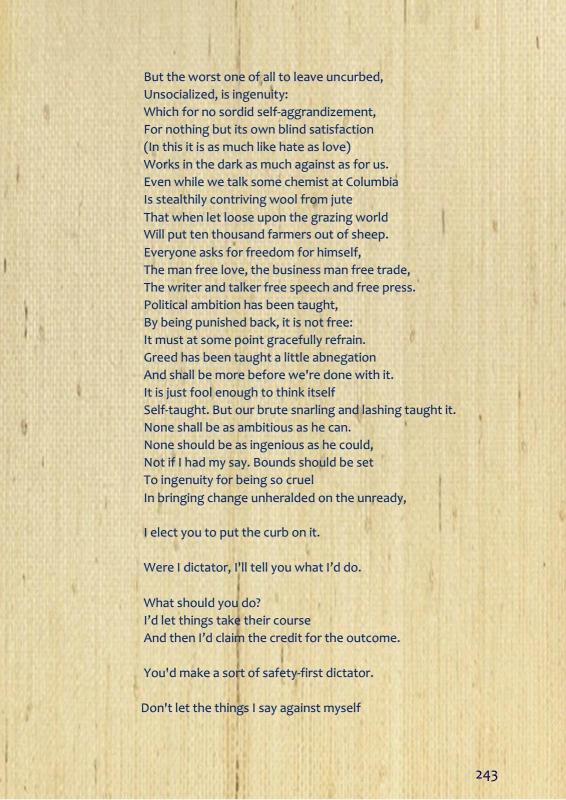 But the worst one of all to leave uncurbed,
Unsocialized, is ingenuity:
Which for no sordid self-aggrandizement,
For nothing but its own blind satisfaction
(In this it is as much like hate as love)
Works in the dark as much against as for us.
Even while we talk some chemist at Columbia
Is stealthily contriving wool from jute
That when let loose upon the grazing world
Will put ten thousand farmers out of sheep.
Everyone asks for freedom for himself,
The man free love, the business man free trade,
The writer and talker free speech and free press.
Political ambition has been taught,
By being punished back, it is not free:
It must at some point gracefully refrain.
Greed has been taught a little abnegation
And shall be more before we're done with it.
It is just fool enough to think itself
Self-taught. But our brute snarling and lashing taught it.
None shall be as ambitious as he can.
None should be as ingenious as he could,
Not if I had my say. Bounds should be set
To ingenuity for being so cruel
In bringing change unheralded on the unready,
I elect you to put the curb on it.
Were I dictator, I'll tell you what I’d do.
What should you do?
I’d let things take their course
And then I’d claim the credit for the outcome.
You'd make a sort of safety-first dictator.
Don't let the things I say against myself
243